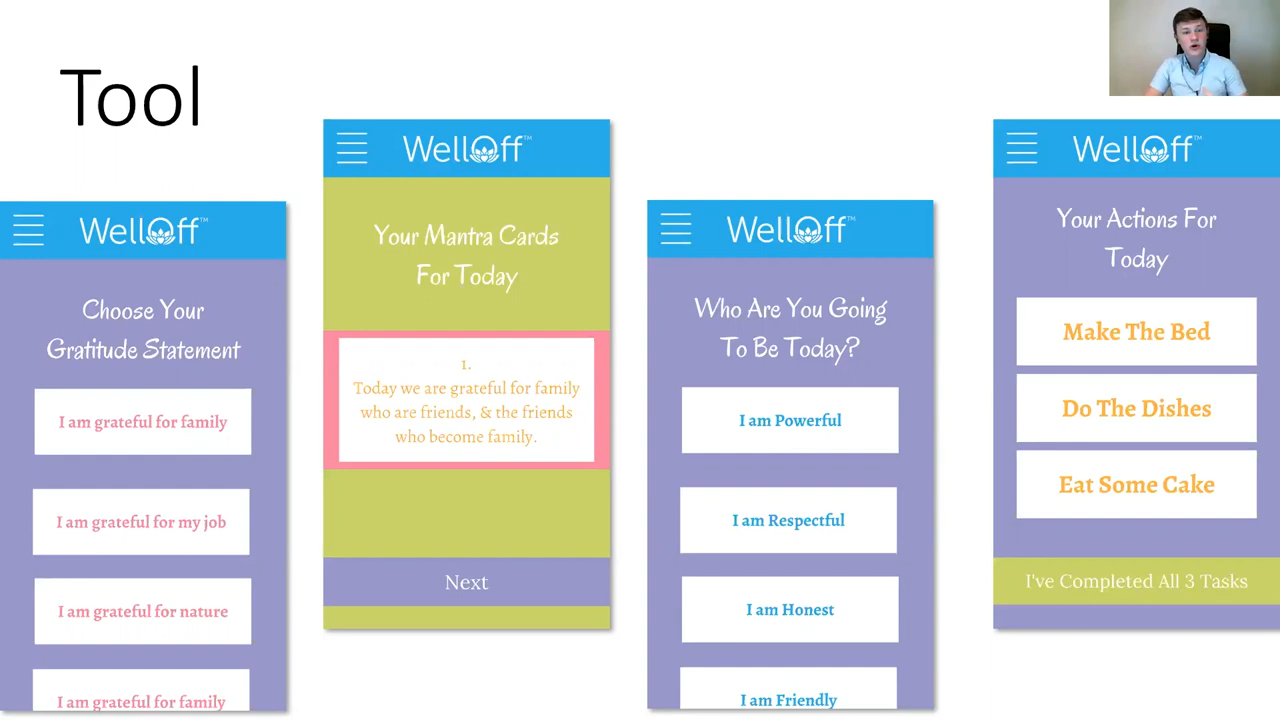 Tool
WellOff™
Choose Your
Gratitude Statement
I am grateful for family
I am grateful for my job
I am grateful for nature
I am grateful for family
WellOff™
Your Mantra Cards
For Today
1.
Today we are grateful for family
who are friends, & the friends
who become family.
Next
WellOff™
Who Are You Going
To Be Today?
I am Powerful
I am Respectful
I am Honest
I am Friendly
WellOff™
Your Actions For
Today
Make The Bed
Do The Dishes
Eat Some Cake
I've Completed All 3 Tasks